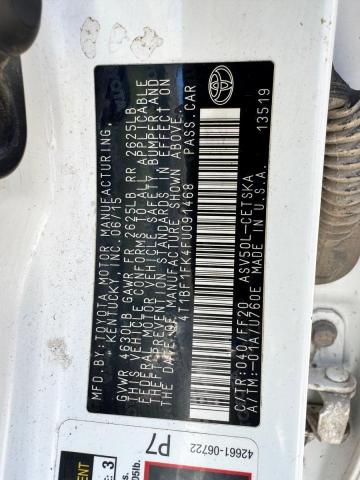 MFD. BY: TOYOTA MOTOR MANUFACTURING,
KENTUCKY, INC. 06/15
GVWR 4630LB GAWR FR 2625LB RR 2625LB
THIS VEHICLE CONFORMS TO ALL APPLICABLE
FEDERAL MOTOR VEHICLE SAFETY, BUMPER AND
THEFT PREVENTION STANDARDS IN EFFECT ON
THE DATE OF MANUFACTURE SHOWN ABOVE.
4T1BF1FK4FU091468 PASS.CAR
C/TR:040/FF20 ASV50L-CETSKA
A/TM:-01A/U760E MADE IN U.S.A. 13519
TOYOTA
42661-06722
P7